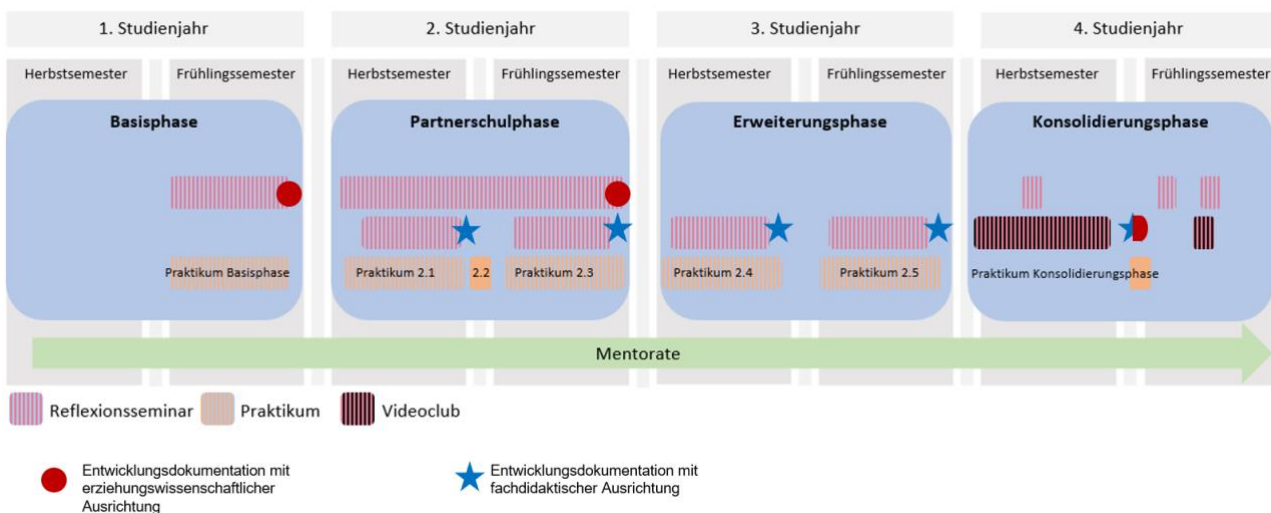 1. Studienjahr
2. Studienjahr
3. Studienjahr
4. Studienjahr
Herbstsemester
Frühlingssemester
Herbstsemester
Frühlingssemester
Herbstsemester
Frühlingssemester
Herbstsemester
Frühlingssemester
Basisphase
Partnerschulphase
Erweiterungsphase
Konsolidierungsphase
Praktikum Basisphase
Praktikum 2.1
2.2
Praktikum 2.3
Praktikum 2.4
Praktikum 2.5
Praktikum Konsolidierungsphase
Mentorate
Reflexionsseminar
Praktikum
Videoclub
Entwicklungsdokumentation mit
erziehungswissenschaftlicher
Ausrichtung
Entwicklungsdokumentation mit
fachdidaktischer Ausrichtung